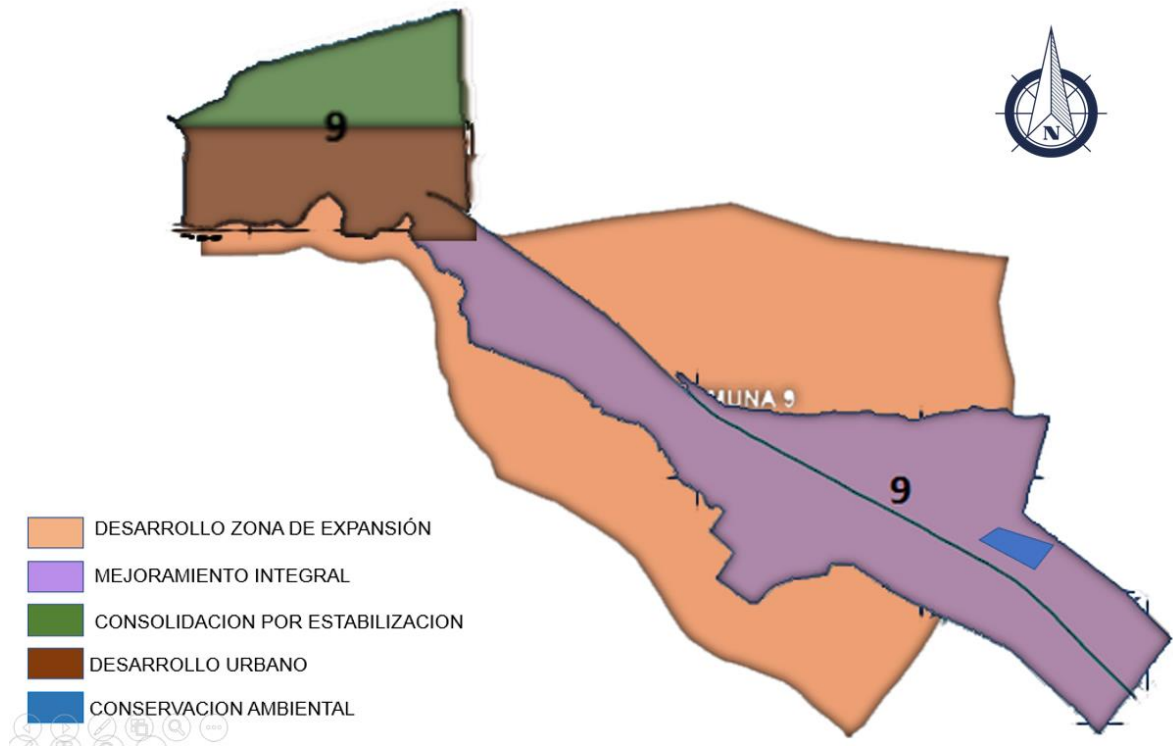 9
N
MUNA 9
9
DESARROLLO ZONA DE EXPANSIÓN
MEJORAMIENTO INTEGRAL
CONSOLIDACION POR ESTABILIZACION
DESARROLLO URBANO
CONSERVACION AMBIENTAL